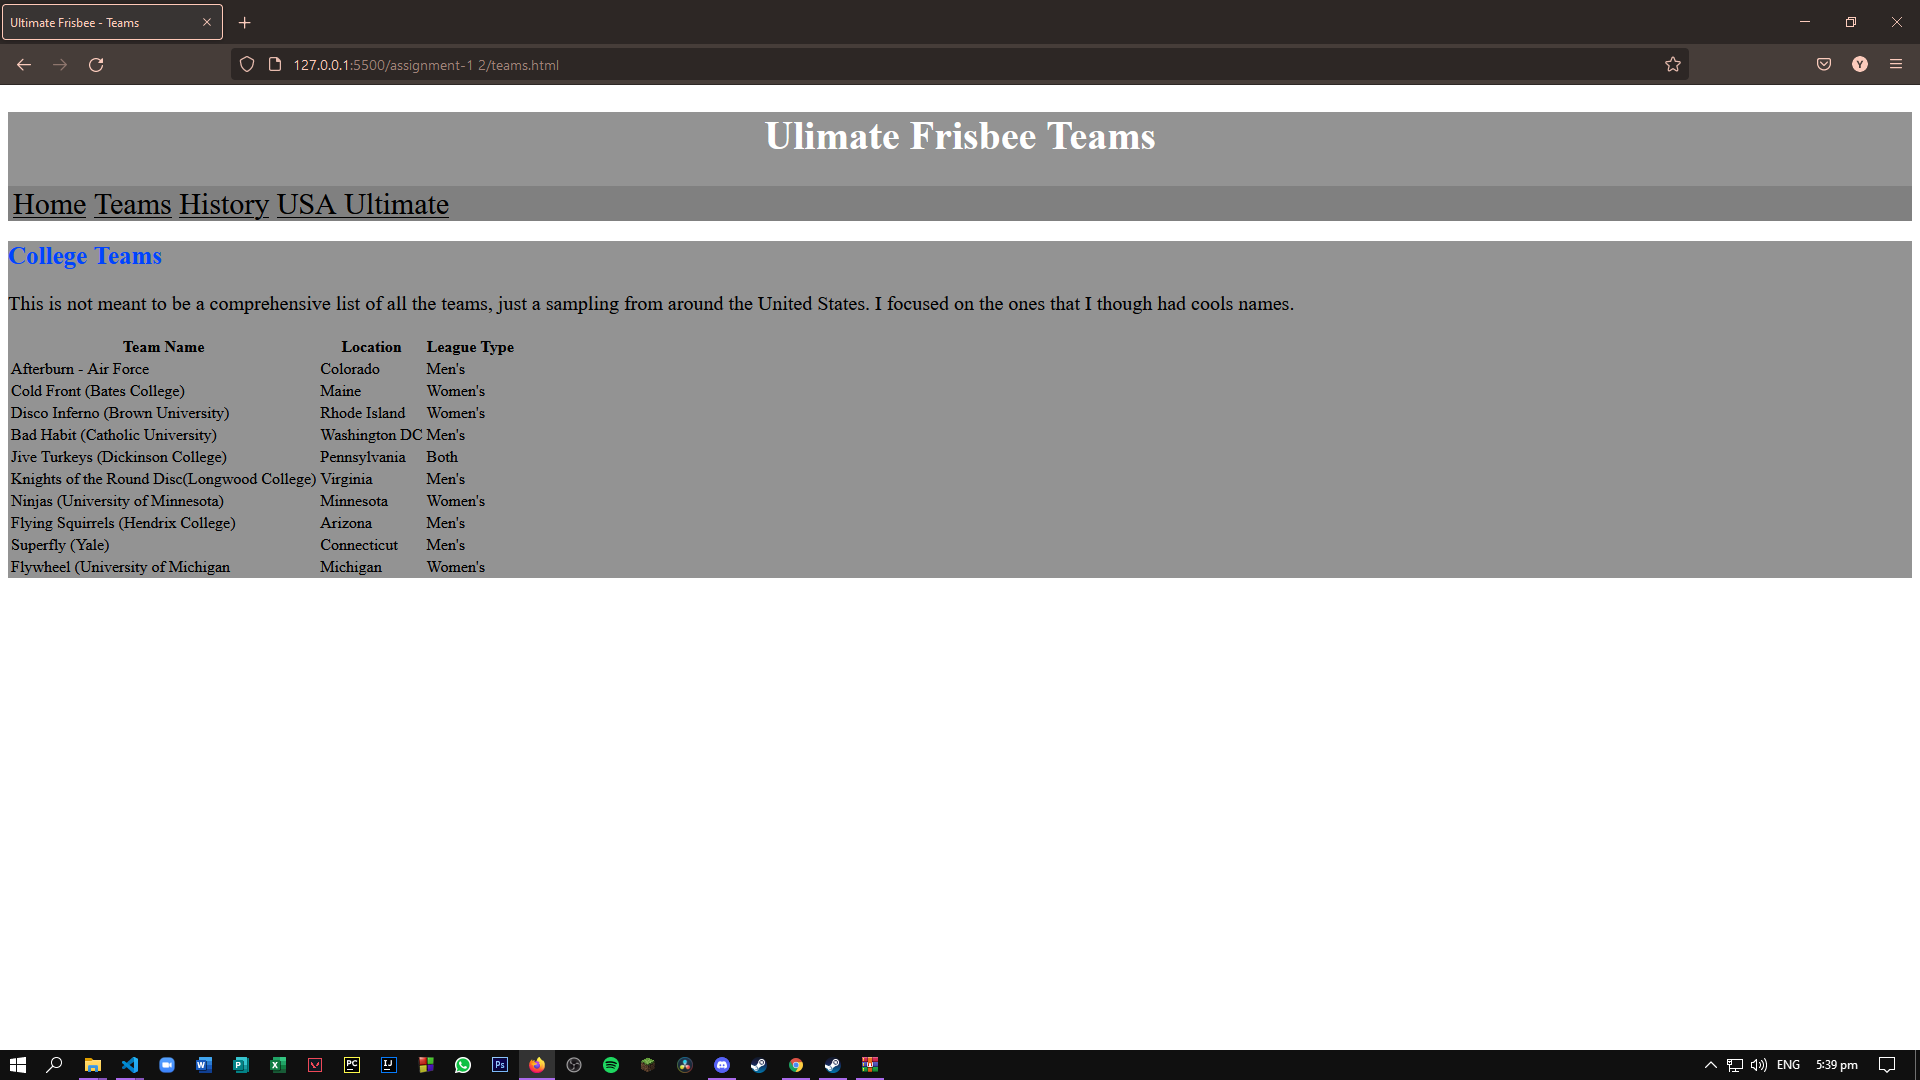 Ultimate Frisbee - Teams
127.0.0.1:5500/assignment-1 2/teams.html
Y
Ulimate Frisbee Teams
Home Teams History USA Ultimate
College Teams
This is not meant to be a comprehensive list of all the teams, just a sampling from around the United States. I focused on the ones that I though had cools names.
Team Name Location League Type
Afterburn - Air Force Colorado Men's
Cold Front (Bates College) Maine Women's
Disco Inferno (Brown University) Rhode Island Women's
Bad Habit (Catholic University) Washington DC Men's
Jive Turkeys (Dickinson College) Pennsylvania Both
Knights of the Round Disc(Longwood College) Virginia Men's
Ninjas (University of Minnesota) Minnesota Women's
Flying Squirrels (Hendrix College) Arizona Men's
Superfly (Yale) Connecticut Men's
Flywheel (University of Michigan Michigan Women's
W P X PC IJ Ps ENG 5:39 pm